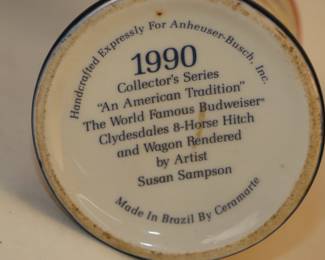 Handcrafted Expressly For Anheuser-Busch, Inc.
1990
Collector's Series
"An American Tradition"
The World Famous Budweiser®
Clydesdales 8-Horse Hitch
and Wagon Rendered
by Artist
Susan Sampson
Made In Brazil By Ceramarte